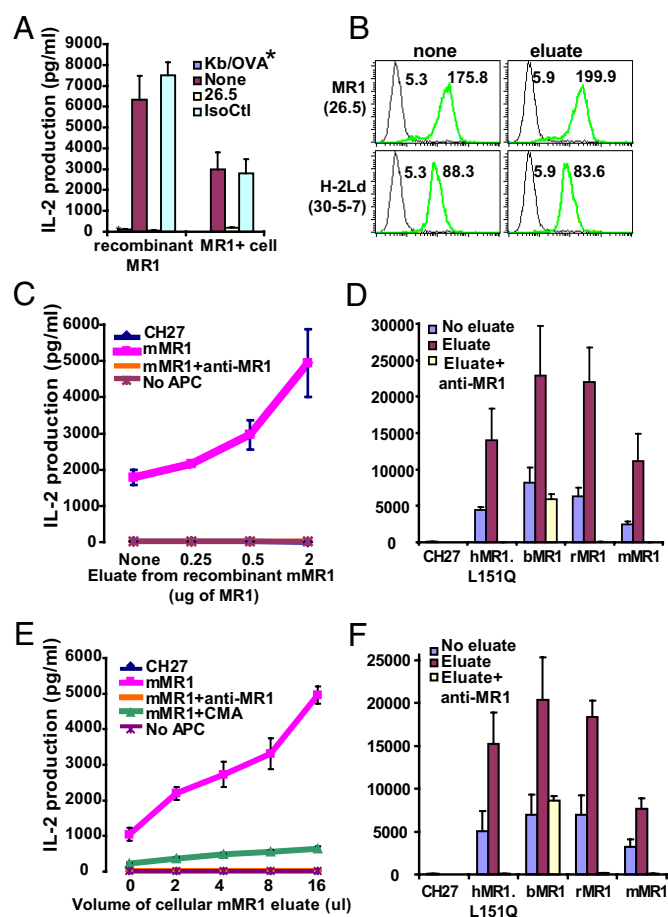 A
IL-2 production (pg/ml)
9000
8000
7000
6000
5000
4000
3000
2000
1000
0
Kb/OVA*
None
26.5
IsoCtl
*
recombinant MR1+ cell
MR1
B
none eluate
MR1
(26.5)
5.3 175.8
5.9 199.9
H-2Ld
(30-5-7)
5.3 88.3
5.9 83.6
C
IL-2 production (pg/ml)
6000
5000
4000
3000
2000
1000
0
CH27
mMR1
mMR1+anti-MR1
No APC
None 0.25 0.5 2
Eluate from recombinant mMR1
(ug of MR1)
D
30000
25000
20000
15000
10000
5000
0
No eluate
Eluate
Eluate+
anti-MR1
CH27 hMR1. bMR1 rMR1 mMR1
L151Q
E
IL-2 production (pg/ml)
6000
5000
4000
3000
2000
1000
0
CH27
mMR1
mMR1+anti-MR1
mMR1+CMA
No APC
0 2 4 8 16
Volume of cellular mMR1 eluate (ul)
F
25000
20000
15000
10000
5000
0
No eluate
Eluate
Eluate+
anti-MR1
CH27 hMR1. bMR1 rMR1 mMR1
L151Q